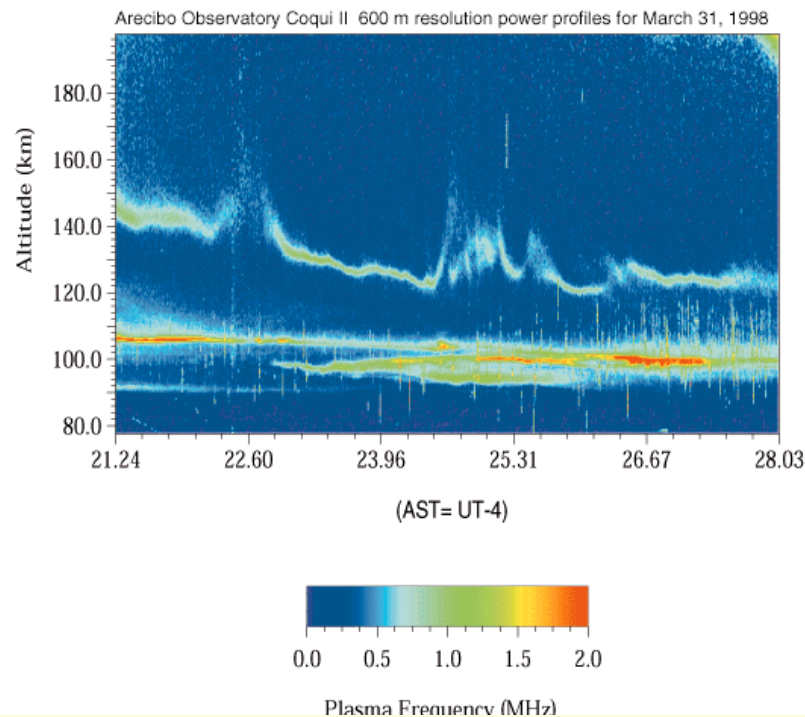 Arecibo Observatory Coqui II 600 m resolution power profiles for March 31, 1998
Altitude (km)
180.0
160.0
140.0
120.0
100.0
80.0
21.24 22.60 23.96 25.31 26.67 28.03
(AST= UT-4)
0.0 0.5 1.0 1.5 2.0
Plasma Frequency (MHz)